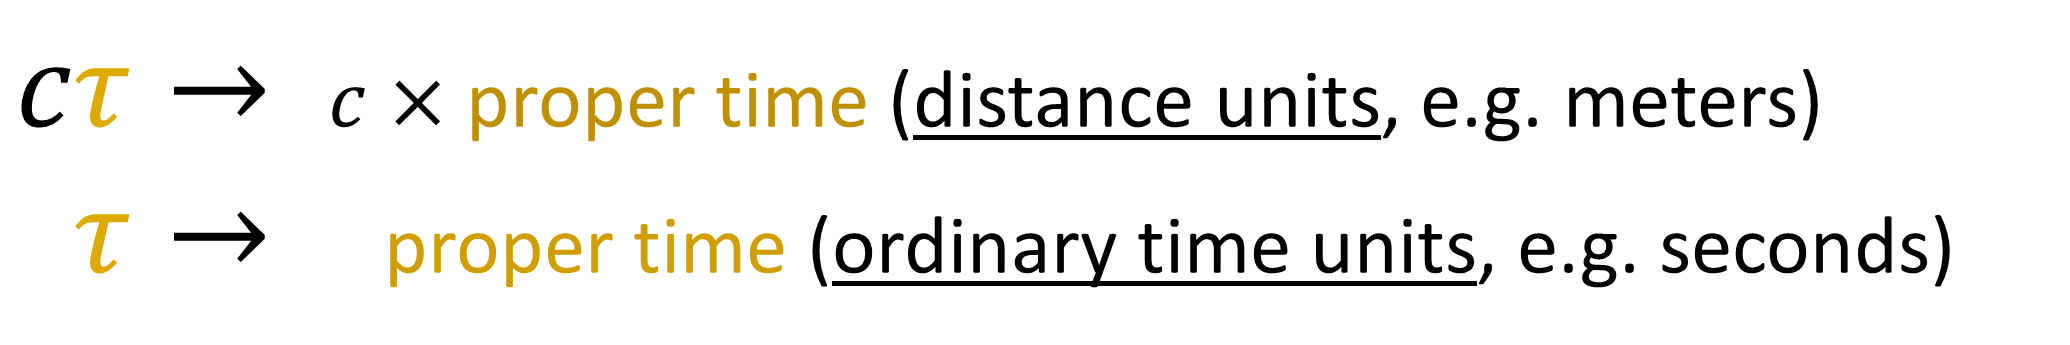 cτ → c × proper time (distance units, e.g. meters)
τ → proper time (ordinary time units, e.g. seconds)